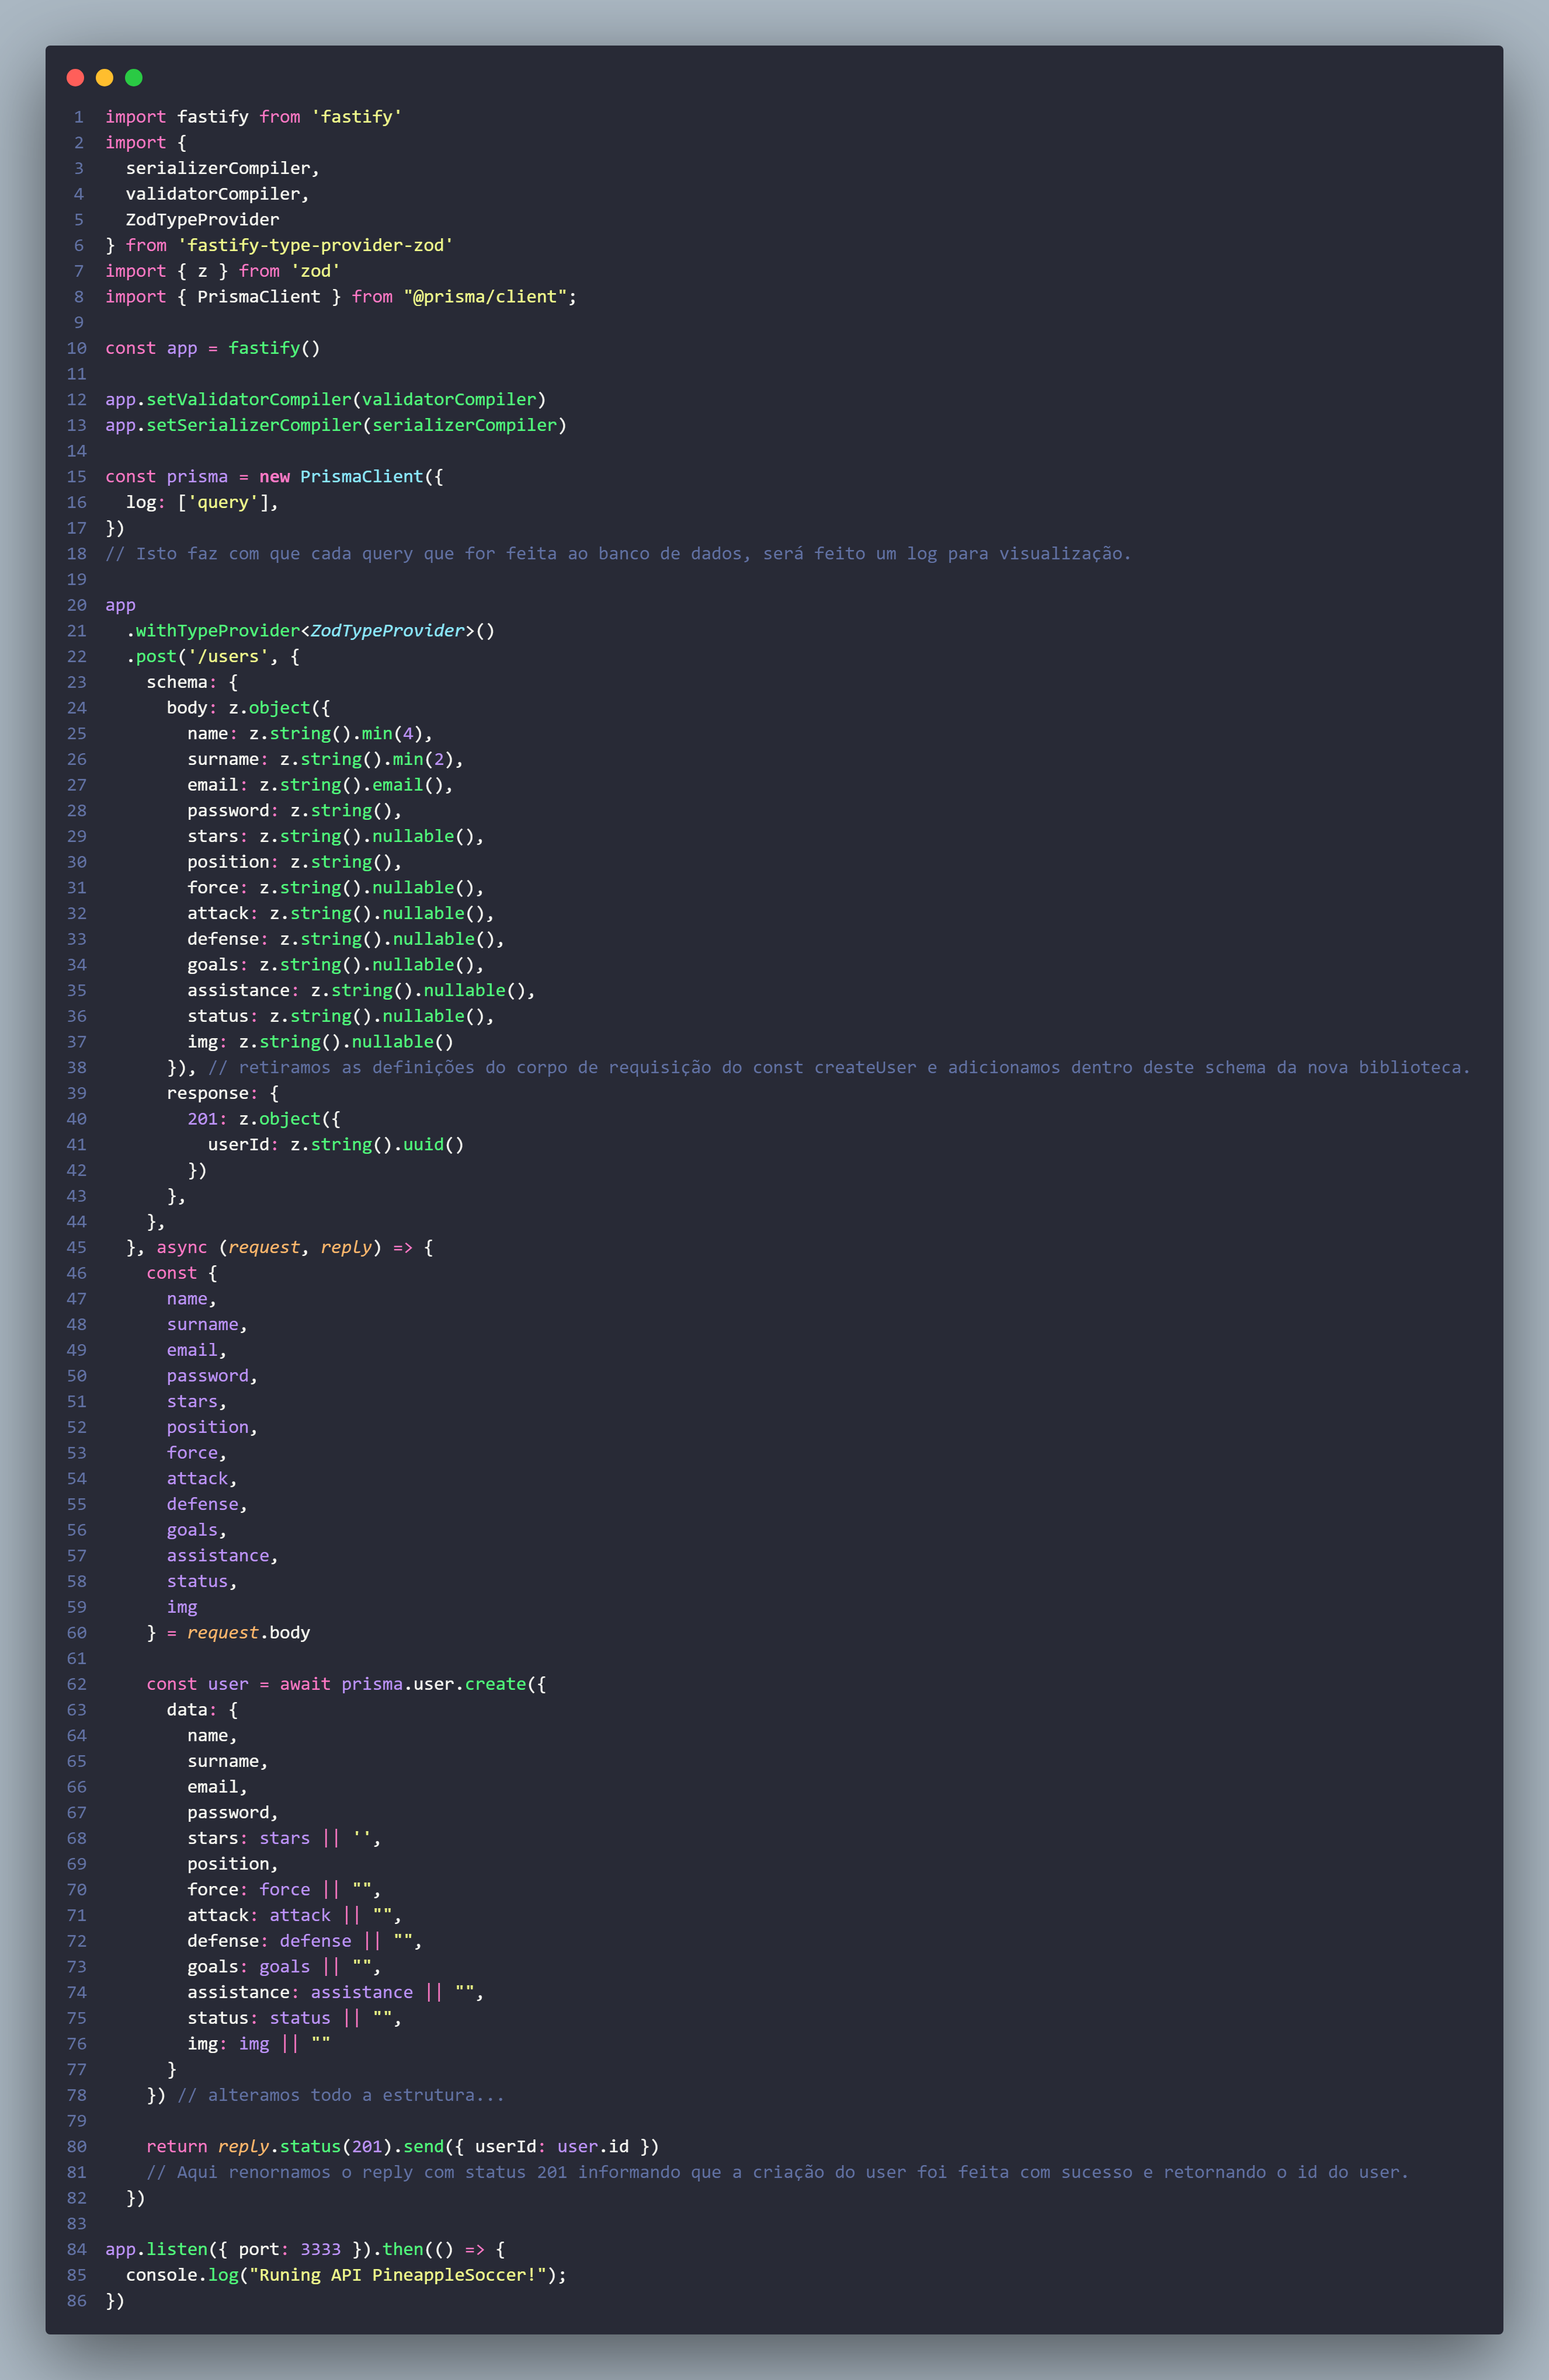 1 import fastify from 'fastify'
2 import {
3   serializerCompiler,
4   validatorCompiler,
5   ZodTypeProvider
6 } from 'fastify-type-provider-zod'
7 import { z } from 'zod'
8 import { PrismaClient } from "@prisma/client";
9
10 const app = fastify()
11
12 app.setValidatorCompiler(validatorCompiler)
13 app.setSerializerCompiler(serializerCompiler)
14
15 const prisma = new PrismaClient({
16   log: ['query'],
17 })
18 // Isto faz com que cada query que for feita ao banco de dados, será feito um log para visualização.
19
20 app
21   .withTypeProvider<ZodTypeProvider>()
22   .post('/users', {
23     schema: {
24       body: z.object({
25         name: z.string().min(4),
26         surname: z.string().min(2),
27         email: z.string().email(),
28         password: z.string(),
29         stars: z.string().nullable(),
30         position: z.string(),
31         force: z.string().nullable(),
32         attack: z.string().nullable(),
33         defense: z.string().nullable(),
34         goals: z.string().nullable(),
35         assistance: z.string().nullable(),
36         status: z.string().nullable(),
37         img: z.string().nullable()
38       }), // retiramos as definições do corpo de requisição do const createUser e adicionamos dentro deste schema da nova biblioteca.
39       response: {
40         201: z.object({
41           userId: z.string().uuid()
42         })
43       },
44     },
45   }, async (request, reply) => {
46     const {
47       name,
48       surname,
49       email,
50       password,
51       stars,
52       position,
53       force,
54       attack,
55       defense,
56       goals,
57       assistance,
58       status,
59       img
60     } = request.body
61
62     const user = await prisma.user.create({
63       data: {
64         name,
65         surname,
66         email,
67         password,
68         stars: stars || '',
69         position,
70         force: force || "",
71         attack: attack || "",
72         defense: defense || "",
73         goals: goals || "",
74         assistance: assistance || "",
75         status: status || "",
76         img: img || ""
77       }
78     }) // alteramos todo a estrutura...
79
80     return reply.status(201).send({ userId: user.id })
81     // Aqui renornamos o reply com status 201 informando que a criação do user foi feita com sucesso e retornando o id do user.
82   })
83
84 app.listen({ port: 3333 }).then(() => {
85   console.log("Runing API PineappleSoccer!");
86 })